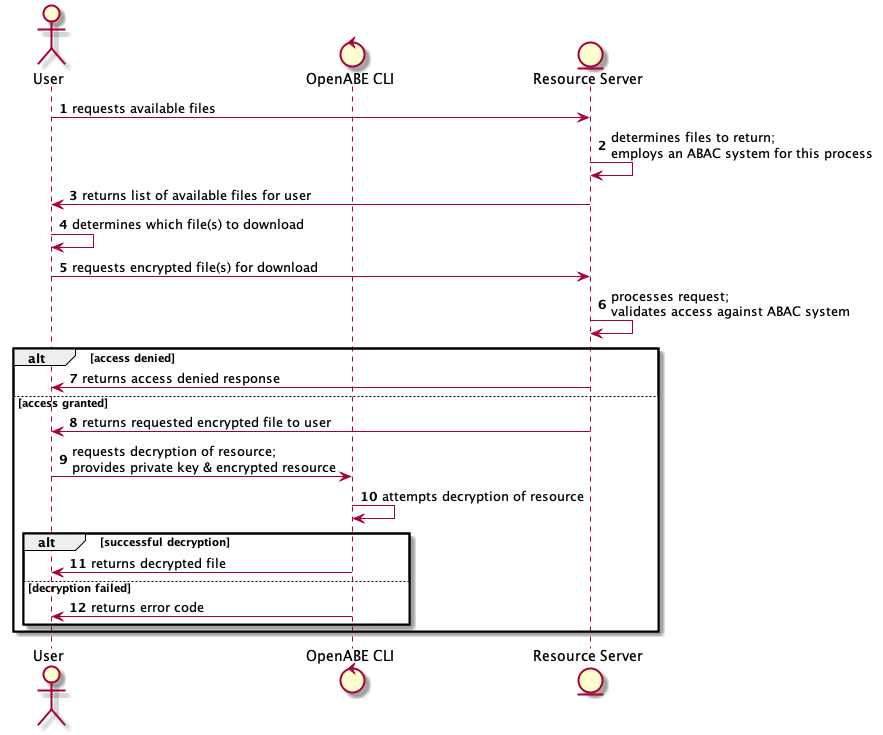 User
OpenABE CLI
Resource Server
1 requests available files
2 determines files to return;
employs an ABAC system for this process
3 returns list of available files for user
4 determines which file(s) to download
5 requests encrypted file(s) for download
6 processes request;
validates access against ABAC system
alt [access denied]
7 returns access denied response
[access granted]
8 returns requested encrypted file to user
9 requests decryption of resource;
provides private key & encrypted resource
10 attempts decryption of resource
alt [successful decryption]
11 returns decrypted file
[decryption failed]
12 returns error code
User
OpenABE CLI
Resource Server